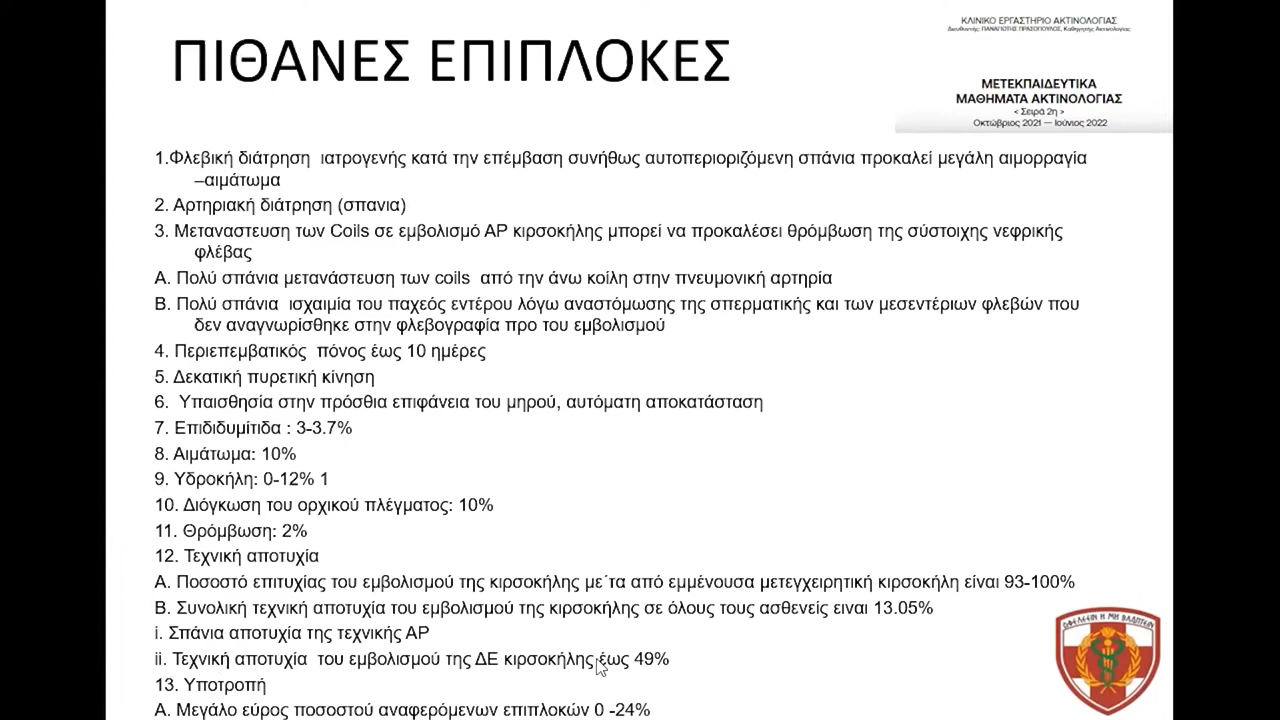 ΚΛΙΝΙΚΟ ΕΡΓΑΣΤΗΡΙΟ ΑΚΤΙΝΟΛΟΓΙΑΣ
Διευθυντής: ΠΑΝΑΓΙΩΤΗΣ ΠΡΑΣΟΠΟΥΛΟΣ, Καθηγητής Ακτινολογίας
ΠΙΘΑΝΕΣ ΕΠΙΠΛΟΚΕΣ
ΜΕΤΕΚΠΑΙΔΕΥΤΙΚΑ
ΜΑΘΗΜΑΤΑ ΑΚΤΙΝΟΛΟΓΙΑΣ
< Σειρά 2η >
Οκτώβριος 2021 — Ιούνιος 2022
1.Φλεβική διάτρηση ιατρογενής κατά την επέμβαση συνήθως αυτοπεριοριζόμενη σπάνια προκαλεί μεγάλη αιμορραγία
–αιμάτωμα
2. Αρτηριακή διάτρηση (σπανια)
3. Μεταναστευση των Coils σε εμβολισμό ΑΡ κιρσοκήλης μπορεί να προκαλέσει θρόμβωση της σύστοιχης νεφρικής
φλέβας
Α. Πολύ σπάνια μετανάστευση των coils από την άνω κοίλη στην πνευμονική αρτηρία
Β. Πολύ σπάνια ισχαιμία του παχεός εντέρου λόγω αναστόμωσης της σπερματικής και των μεσεντέριων φλεβών που
δεν αναγνωρίσθηκε στην φλεβογραφία προ του εμβολισμού
4. Περιεπεμβατικός πόνος έως 10 ημέρες
5. Δεκατική πυρετική κίνηση
6. Υπαισθησία στην πρόσθια επιφάνεια του μηρού, αυτόματη αποκατάσταση
7. Επιδιδυμίτιδα : 3-3.7%
8. Αιμάτωμα: 10%
9. Υδροκήλη: 0-12% 1
10. Διόγκωση του ορχικού πλέγματος: 10%
11. Θρόμβωση: 2%
12. Τεχνική αποτυχία
Α. Ποσοστό επιτυχίας του εμβολισμού της κιρσοκήλης με΄τα από εμμένουσα μετεγχειρητική κιρσοκήλη είναι 93-100%
Β. Συνολική τεχνική αποτυχία του εμβολισμού της κιρσοκήλης σε όλους τους ασθενείς ειναι 13.05%
i. Σπάνια αποτυχία της τεχνικής ΑΡ
ii. Τεχνική αποτυχία του εμβολισμού της ΔΕ κιρσοκήλης έως 49%
13. Υποτροπή
Α. Μεγάλο εύρος ποσοστού αναφερόμενων επιπλοκών 0 -24%
ΩΦΕΛΕΕΙΝ Η ΜΗ ΒΛΑΠΤΕΙΝ